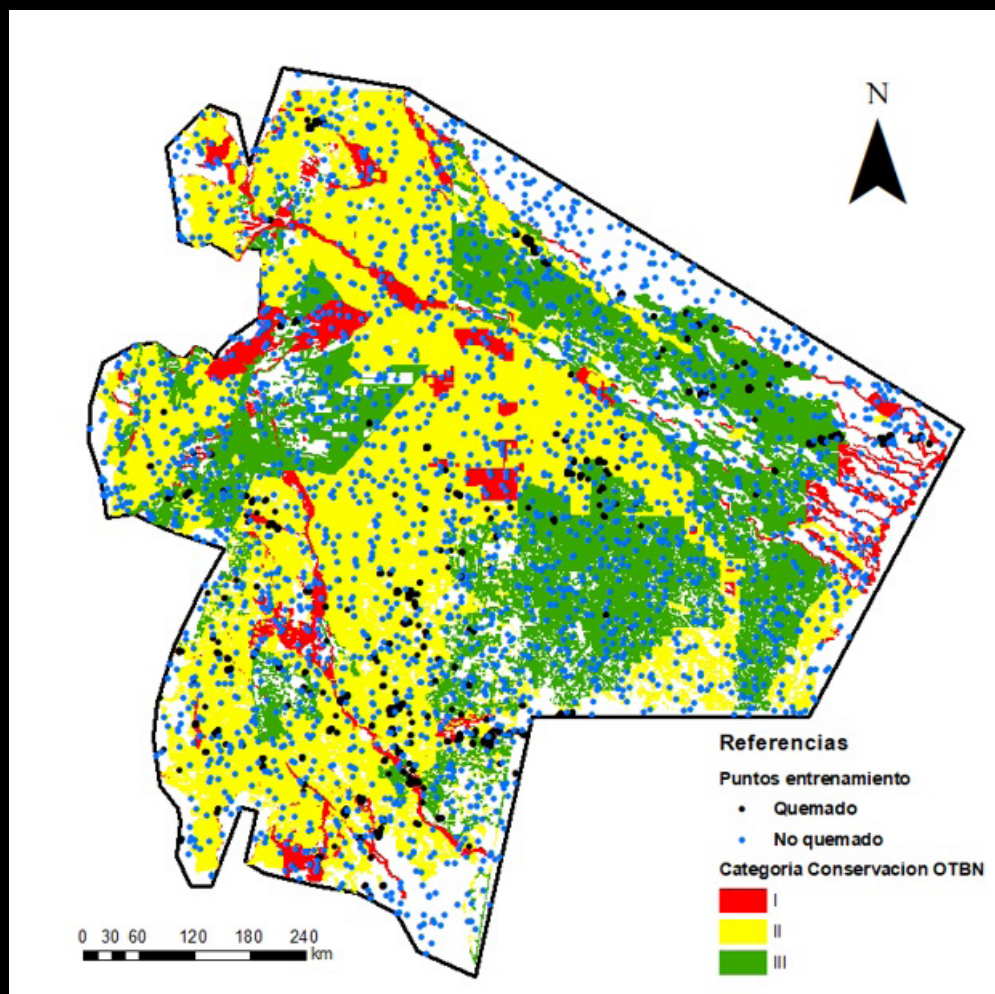 N
Referencias
Puntos entrenamiento
Quemado
No quemado
Categoria Conservacion OTBN
I
II
III
0 30 60 120 180 240
km